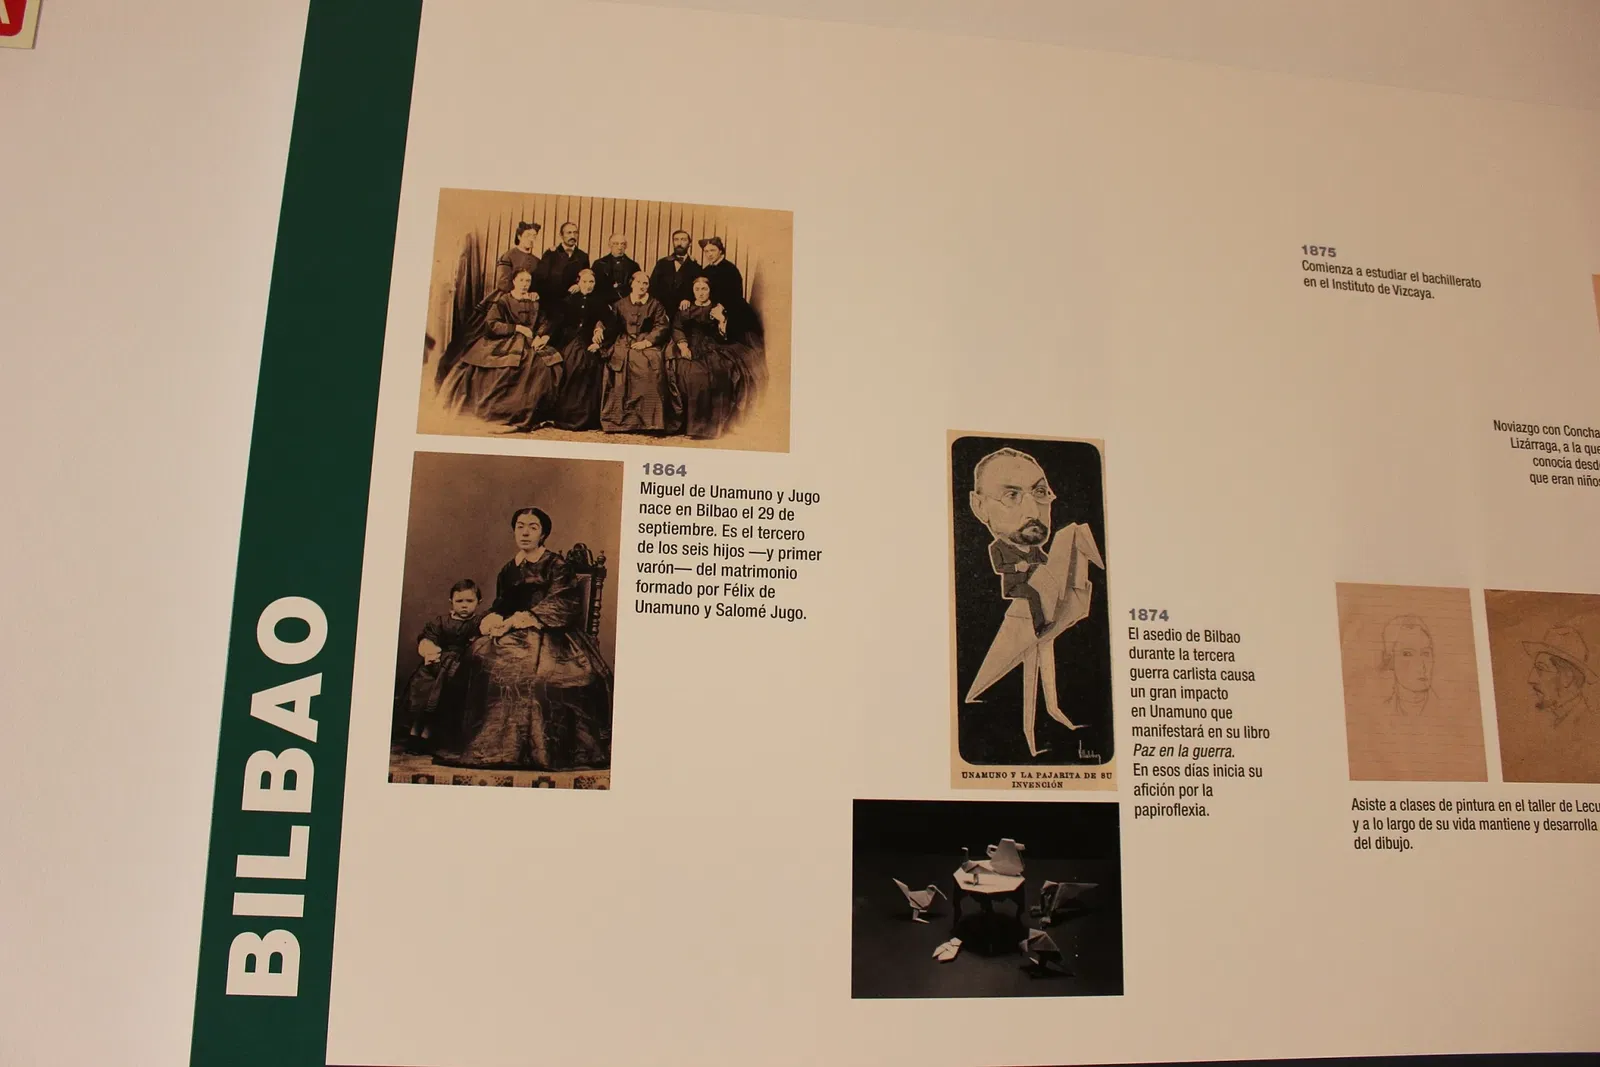 BILBAO
1864
Miguel de Unamuno y Jugo
nace en Bilbao el 29 de
septiembre. Es el tercero
de los seis hijos —y primer
varón— del matrimonio
formado por Félix de
Unamuno y Salomé Jugo.
UNAMUNO Y LA PAJARITA DE SU
INVENCIÓN
1874
El asedio de Bilbao
durante la tercera
guerra carlista causa
un gran impacto
en Unamuno que
manifestará en su libro
Paz en la guerra.
En esos días inicia su
afición por la
papiroflexia.
1875
Comienza a estudiar el bachillerato
en el Instituto de Vizcaya.
Noviazgo con Concha
Lizárraga, a la que
conocía desde
que eran niños
Asiste a clases de pintura en el taller de Lecu
y a lo largo de su vida mantiene y desarrolla
del dibujo.